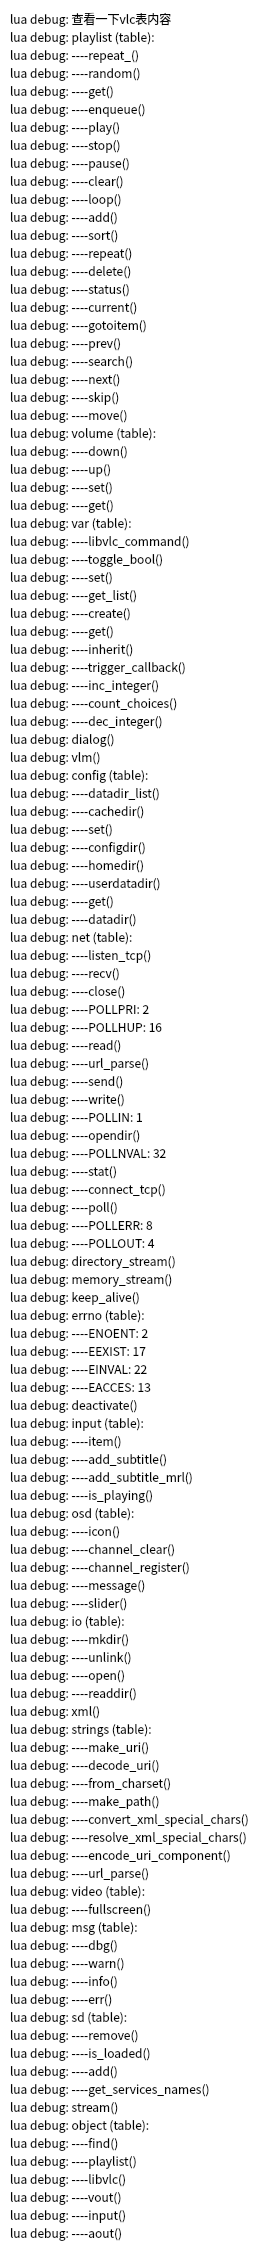 lua debug: 查看一下vlc表内容
lua debug: playlist (table):
lua debug: ----repeat_()
lua debug: ----random()
lua debug: ----get()
lua debug: ----enqueue()
lua debug: ----play()
lua debug: ----stop()
lua debug: ----pause()
lua debug: ----clear()
lua debug: ----loop()
lua debug: ----add()
lua debug: ----sort()
lua debug: ----repeat()
lua debug: ----delete()
lua debug: ----status()
lua debug: ----current()
lua debug: ----gotoitem()
lua debug: ----prev()
lua debug: ----search()
lua debug: ----next()
lua debug: ----skip()
lua debug: ----move()
lua debug: volume (table):
lua debug: ----down()
lua debug: ----up()
lua debug: ----set()
lua debug: ----get()
lua debug: var (table):
lua debug: ----libvlc_command()
lua debug: ----toggle_bool()
lua debug: ----set()
lua debug: ----get_list()
lua debug: ----create()
lua debug: ----get()
lua debug: ----inherit()
lua debug: ----trigger_callback()
lua debug: ----inc_integer()
lua debug: ----count_choices()
lua debug: ----dec_integer()
lua debug: dialog()
lua debug: vlm()
lua debug: config (table):
lua debug: ----datadir_list()
lua debug: ----cachedir()
lua debug: ----set()
lua debug: ----configdir()
lua debug: ----homedir()
lua debug: ----userdatadir()
lua debug: ----get()
lua debug: ----datadir()
lua debug: net (table):
lua debug: ----listen_tcp()
lua debug: ----recv()
lua debug: ----close()
lua debug: ----POLLPRI: 2
lua debug: ----POLLHUP: 16
lua debug: ----read()
lua debug: ----url_parse()
lua debug: ----send()
lua debug: ----write()
lua debug: ----POLLIN: 1
lua debug: ----opendir()
lua debug: ----POLLNVAL: 32
lua debug: ----stat()
lua debug: ----connect_tcp()
lua debug: ----poll()
lua debug: ----POLLERR: 8
lua debug: ----POLLOUT: 4
lua debug: directory_stream()
lua debug: memory_stream()
lua debug: keep_alive()
lua debug: errno (table):
lua debug: ----ENOENT: 2
lua debug: ----EEXIST: 17
lua debug: ----EINVAL: 22
lua debug: ----EACCES: 13
lua debug: deactivate()
lua debug: input (table):
lua debug: ----item()
lua debug: ----add_subtitle()
lua debug: ----add_subtitle_mrl()
lua debug: ----is_playing()
lua debug: osd (table):
lua debug: ----icon()
lua debug: ----channel_clear()
lua debug: ----channel_register()
lua debug: ----message()
lua debug: ----slider()
lua debug: io (table):
lua debug: ----mkdir()
lua debug: ----unlink()
lua debug: ----open()
lua debug: ----readdir()
lua debug: xml()
lua debug: strings (table):
lua debug: ----make_uri()
lua debug: ----decode_uri()
lua debug: ----from_charset()
lua debug: ----make_path()
lua debug: ----convert_xml_special_chars()
lua debug: ----resolve_xml_special_chars()
lua debug: ----encode_uri_component()
lua debug: ----url_parse()
lua debug: video (table):
lua debug: ----fullscreen()
lua debug: msg (table):
lua debug: ----dbg()
lua debug: ----warn()
lua debug: ----info()
lua debug: ----err()
lua debug: sd (table):
lua debug: ----remove()
lua debug: ----is_loaded()
lua debug: ----add()
lua debug: ----get_services_names()
lua debug: stream()
lua debug: object (table):
lua debug: ----find()
lua debug: ----playlist()
lua debug: ----libvlc()
lua debug: ----vout()
lua debug: ----input()
lua debug: ----aout()